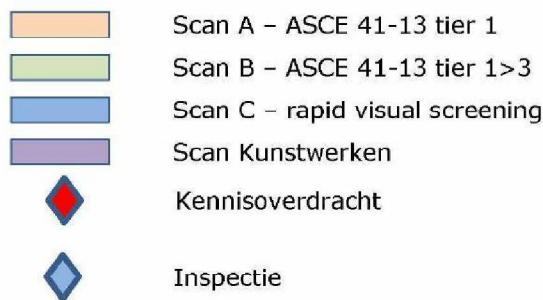 Scan A – ASCE 41-13 tier 1
Scan B – ASCE 41-13 tier 1>3
Scan C – rapid visual screening
Scan Kunstwerken
Kennisoverdracht
Inspectie